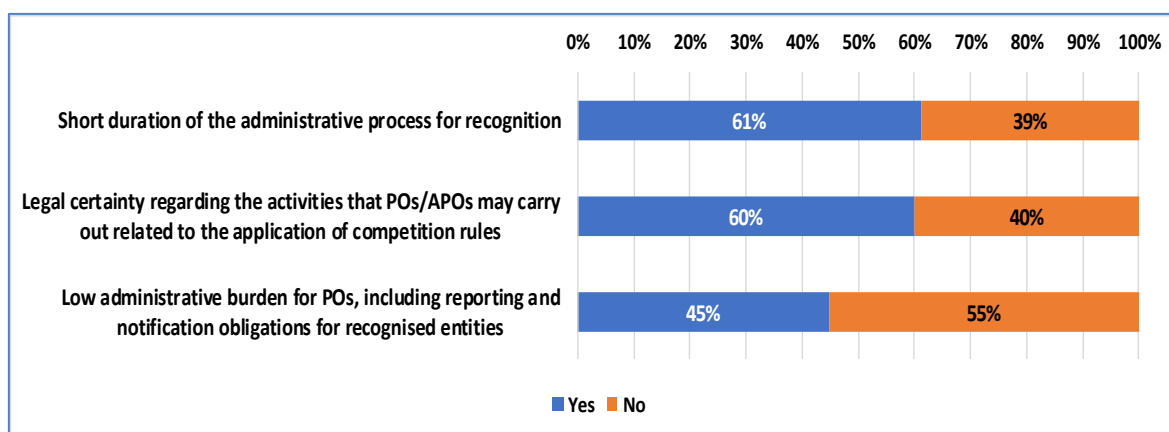 0% 10% 20% 30% 40% 50% 60% 70% 80% 90% 100%
Short duration of the administrative process for recognition 61% 39%
Legal certainty regarding the activities that POs/APOs may carry
out related to the application of competition rules 60% 40%
Low administrative burden for POs, including reporting and
notification obligations for recognised entities 45% 55%
Yes No